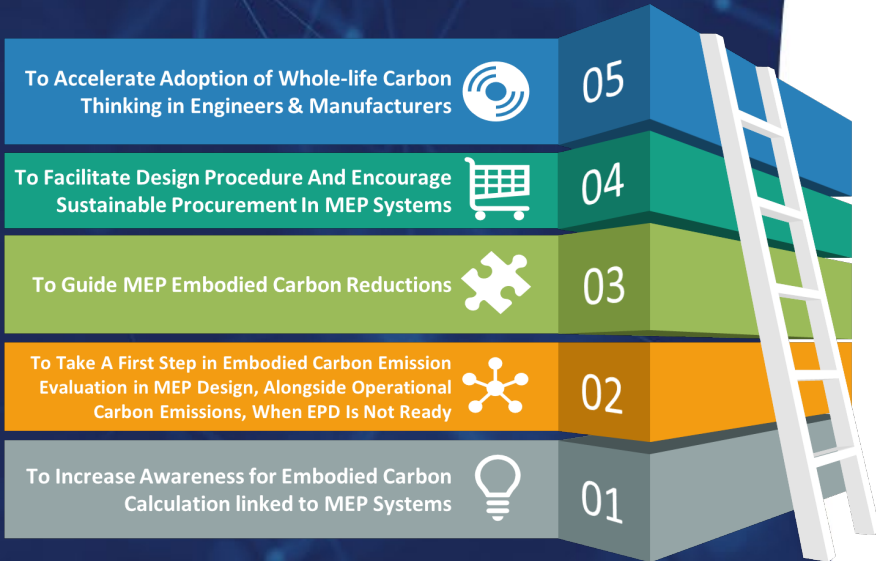 To Accelerate Adoption of Whole-life Carbon
Thinking in Engineers & Manufacturers
05
To Facilitate Design Procedure And Encourage
Sustainable Procurement In MEP Systems
04
To Guide MEP Embodied Carbon Reductions
03
To Take A First Step in Embodied Carbon Emission
Evaluation in MEP Design, Alongside Operational
Carbon Emissions, When EPD Is Not Ready
02
To Increase Awareness for Embodied Carbon
Calculation linked to MEP Systems
01